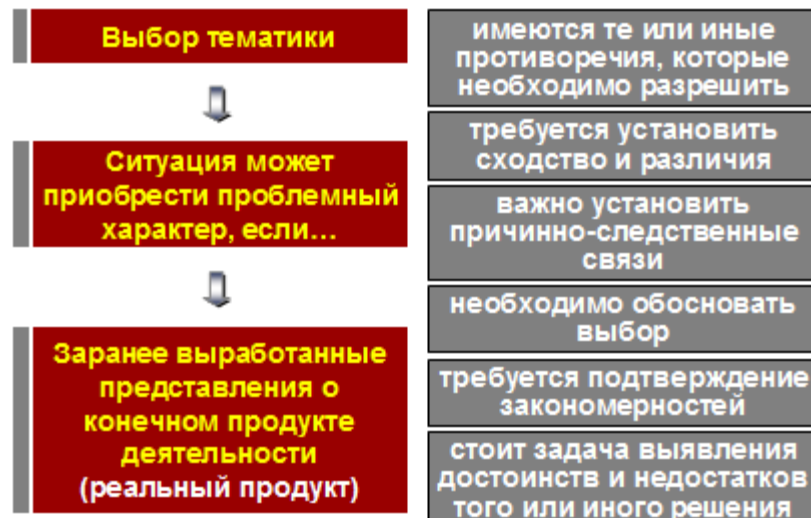 Выбор тематики
Ситуация может
приобрести проблемный
характер, если...
Заранее выработанные
представления о
конечном продукте
деятельности
(реальный продукт)
имеются те или иные
противоречия, которые
необходимо разрешить
требуется установить
сходство и различия
важно установить
причинно-следственные
связи
необходимо обосновать
выбор
требуется подтверждение
закономерностей
стоит задача выявления
достоинств и недостатков
того или иного решения